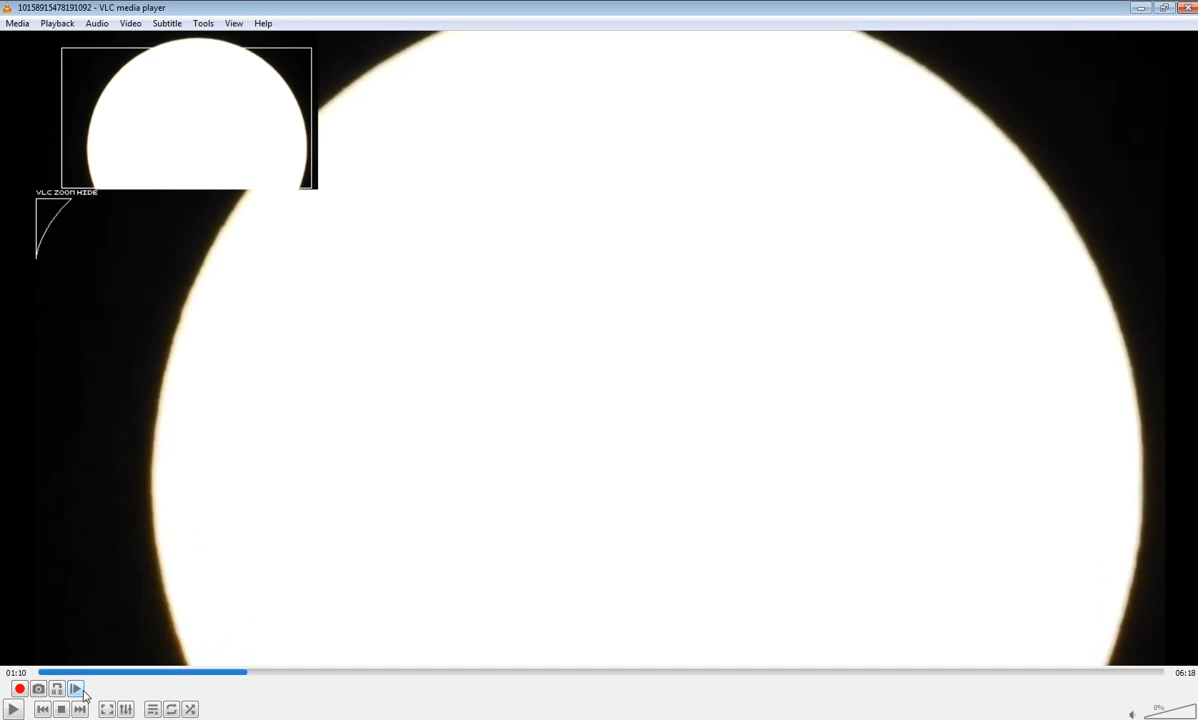 10158915478191092 - VLC media player
Media Playback Audio Video Subtitle Tools View Help
VLC ZOOM HIDE
01:10
06:18
0%